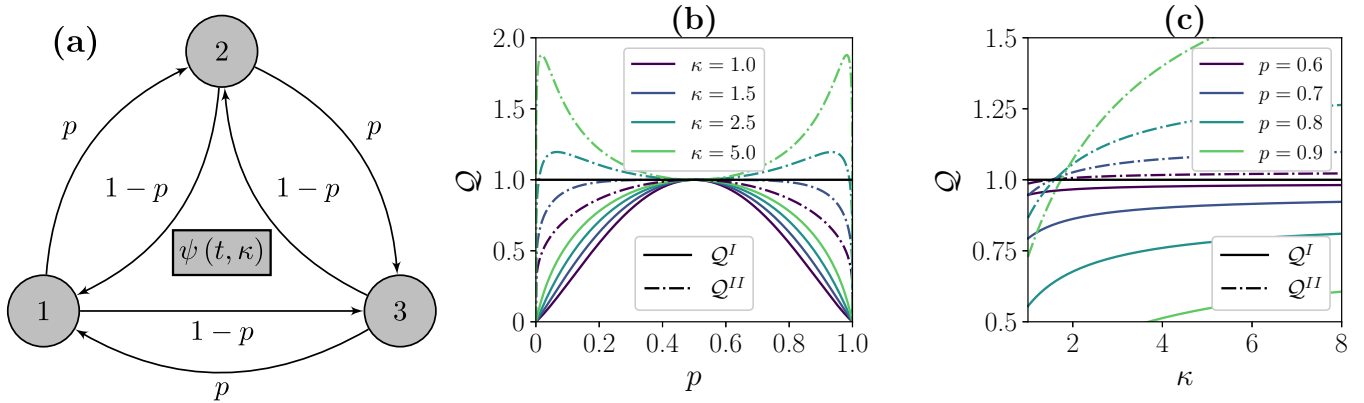 (a)
2
p
p
1 − p
1 − p
ψ (t, κ)
1
3
1 − p
p
(b)
Q
2.0
1.5
1.0
0.5
0
κ = 1.0
κ = 1.5
κ = 2.5
κ = 5.0
Q^I
Q^{II}
0 0.2 0.4 0.6 0.8 1.0
p
(c)
Q
1.5
1.25
1.0
0.75
0.5
p = 0.6
p = 0.7
p = 0.8
p = 0.9
Q^I
Q^{II}
2 4 6 8
κ